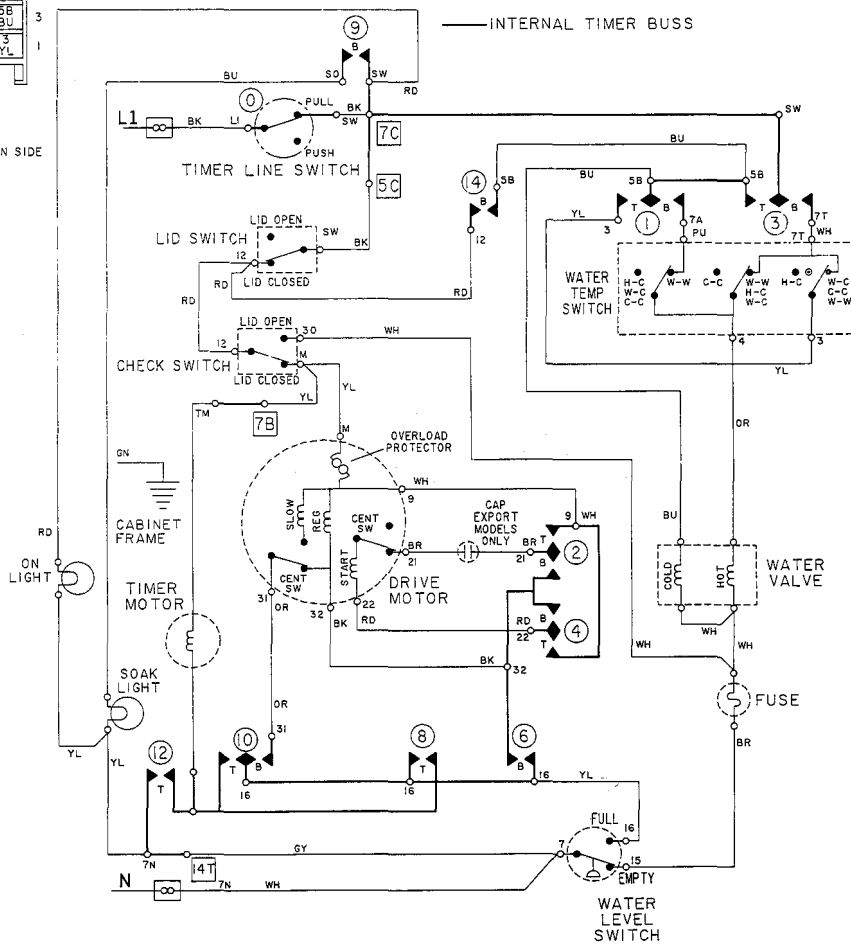 5B
BU
3
3
YL
1
INTERNAL TIMER BUSS
9
B
BU
SO
SW
RD
0
PULL
BK
SW
L1
BK
LI
7C
SW
N SIDE
PUSH
TIMER LINE SWITCH
BU
5C
14
5B
B
12
BU
5B
5B
T
B
T
B
YL
3
1
7A
PU
3
7T
7T
WH
LID OPEN
LID SWITCH
SW
BK
12
LID CLOSED
RD
RD
RD
WATER
TEMP
SWITCH
H-C
W-C
C-C
W-W
C-C
W-W
H-C
W-C
H-C
W-C
C-C
W-W
4
3
YL
LID OPEN
30
WH
12
M
CHECK SWITCH
LID CLOSED
YL
YL
TM
7B
M
OVERLOAD
PROTECTOR
OR
GN
CABINET
FRAME
WH
9
SLOW
REG
CENT
SW
START
CAP
EXPORT
MODELS
ONLY
9
WH
T
BR
21
BR
21
B
2
CENT
SW
DRIVE
MOTOR
31
OR
32
BK
22
RD
RD
22
B
4
T
BU
COLD
HOT
WATER
VALVE
WH
WH
WH
RD
ON
LIGHT
TIMER
MOTOR
BK
32
SOAK
LIGHT
FUSE
BR
OR
31
YL
YL
12
T
10
T
B
16
8
T
16
6
B
16
YL
FULL
16
7
15
EMPTY
7N
14T
GY
N
7N
WH
WATER
LEVEL
SWITCH